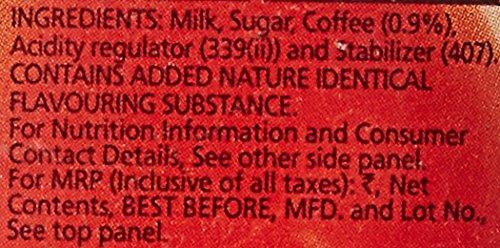 INGREDIENTS: Milk, Sugar, Coffee (0.9%),
Acidity regulator (339(ii)) and Stabilizer (407).
CONTAINS ADDED NATURE IDENTICAL
FLAVOURING SUBSTANCE.
For Nutrition Information and Consumer
Contact Details, See other side panel.
For MRP (Inclusive of all taxes): ₹, Net
Contents, BEST BEFORE, MFD. and Lot No.,
See top panel.